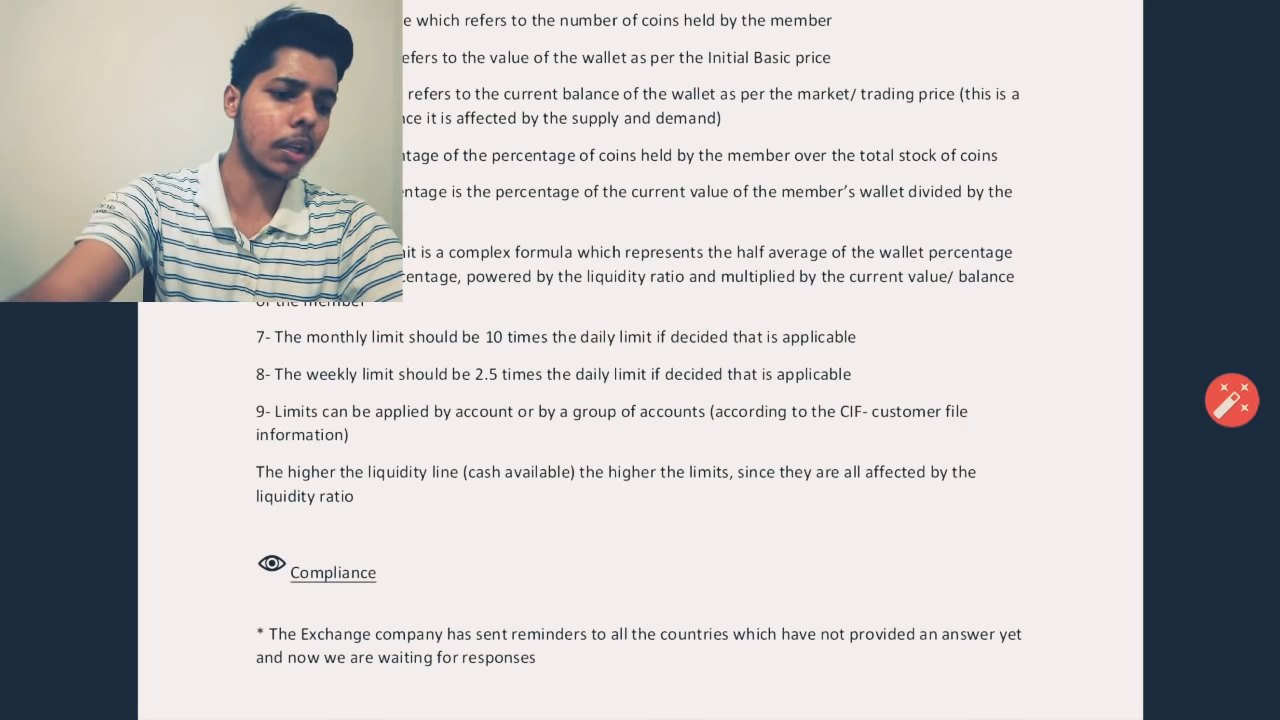 which refers to the number of coins held by the member
refers to the value of the wallet as per the Initial Basic price
refers to the current balance of the wallet as per the market/ trading price (this is a
it is affected by the supply and demand)
of the percentage of coins held by the member over the total stock of coins
is the percentage of the current value of the member's wallet divided by the
is a complex formula which represents the half average of the wallet percentage
powered by the liquidity ratio and multiplied by the current value/ balance
of the member
7- The monthly limit should be 10 times the daily limit if decided that is applicable
8- The weekly limit should be 2.5 times the daily limit if decided that is applicable
9- Limits can be applied by account or by a group of accounts (according to the CIF- customer file
information)
The higher the liquidity line (cash available) the higher the limits, since they are all affected by the
liquidity ratio
Compliance
* The Exchange company has sent reminders to all the countries which have not provided an answer yet
and now we are waiting for responses